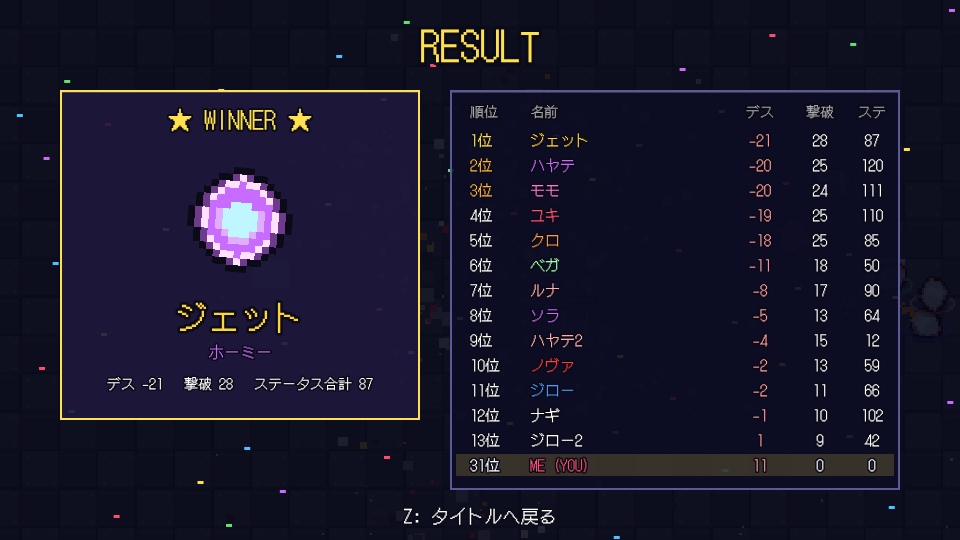 RESULT
★ WINNER ★
ジェット
ホーミー
デス -21 撃破 28 ステータス合計 87
順位 名前 デス 撃破 ステ
1位 ジェット -21 28 87
2位 ハヤテ -20 25 120
3位 モモ -20 24 111
4位 ユキ -19 25 110
5位 クロ -18 25 85
6位 ベガ -11 18 50
7位 ルナ -8 17 90
8位 ソラ -5 13 64
9位 ハヤテ2 -4 15 12
10位 ノヴァ -2 13 59
11位 ジロー -2 11 66
12位 ナギ -1 10 102
13位 ジロー2 1 9 42
31位 ME (YOU) 11 0 0
Z: タイトルへ戻る